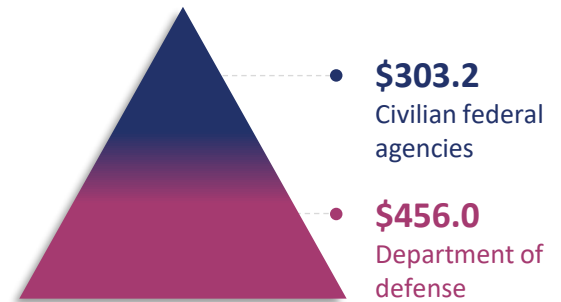 $303.2
Civilian federal
agencies
$456.0
Department of
defense